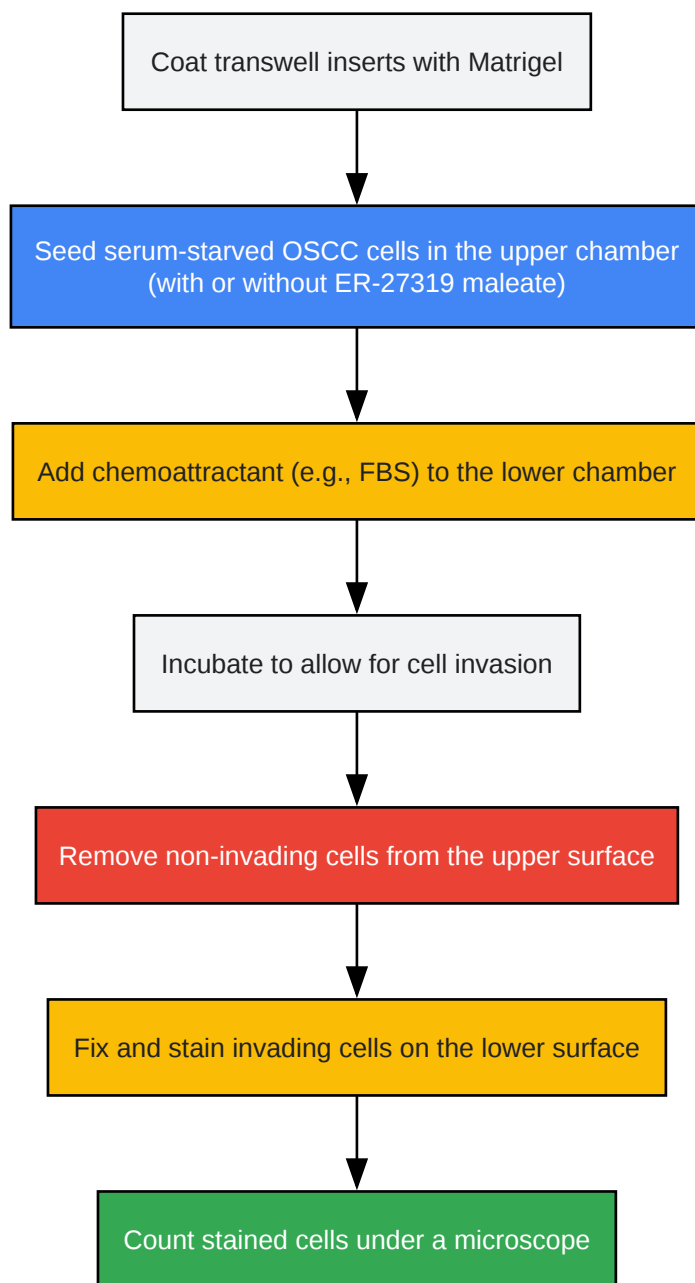 Coat transwell inserts with Matrigel
Seed serum-starved OSCC cells in the upper chamber
(with or without ER-27319 maleate)
Add chemoattractant (e.g., FBS) to the lower chamber
Incubate to allow for cell invasion
Remove non-invading cells from the upper surface
Fix and stain invading cells on the lower surface
Count stained cells under a microscope